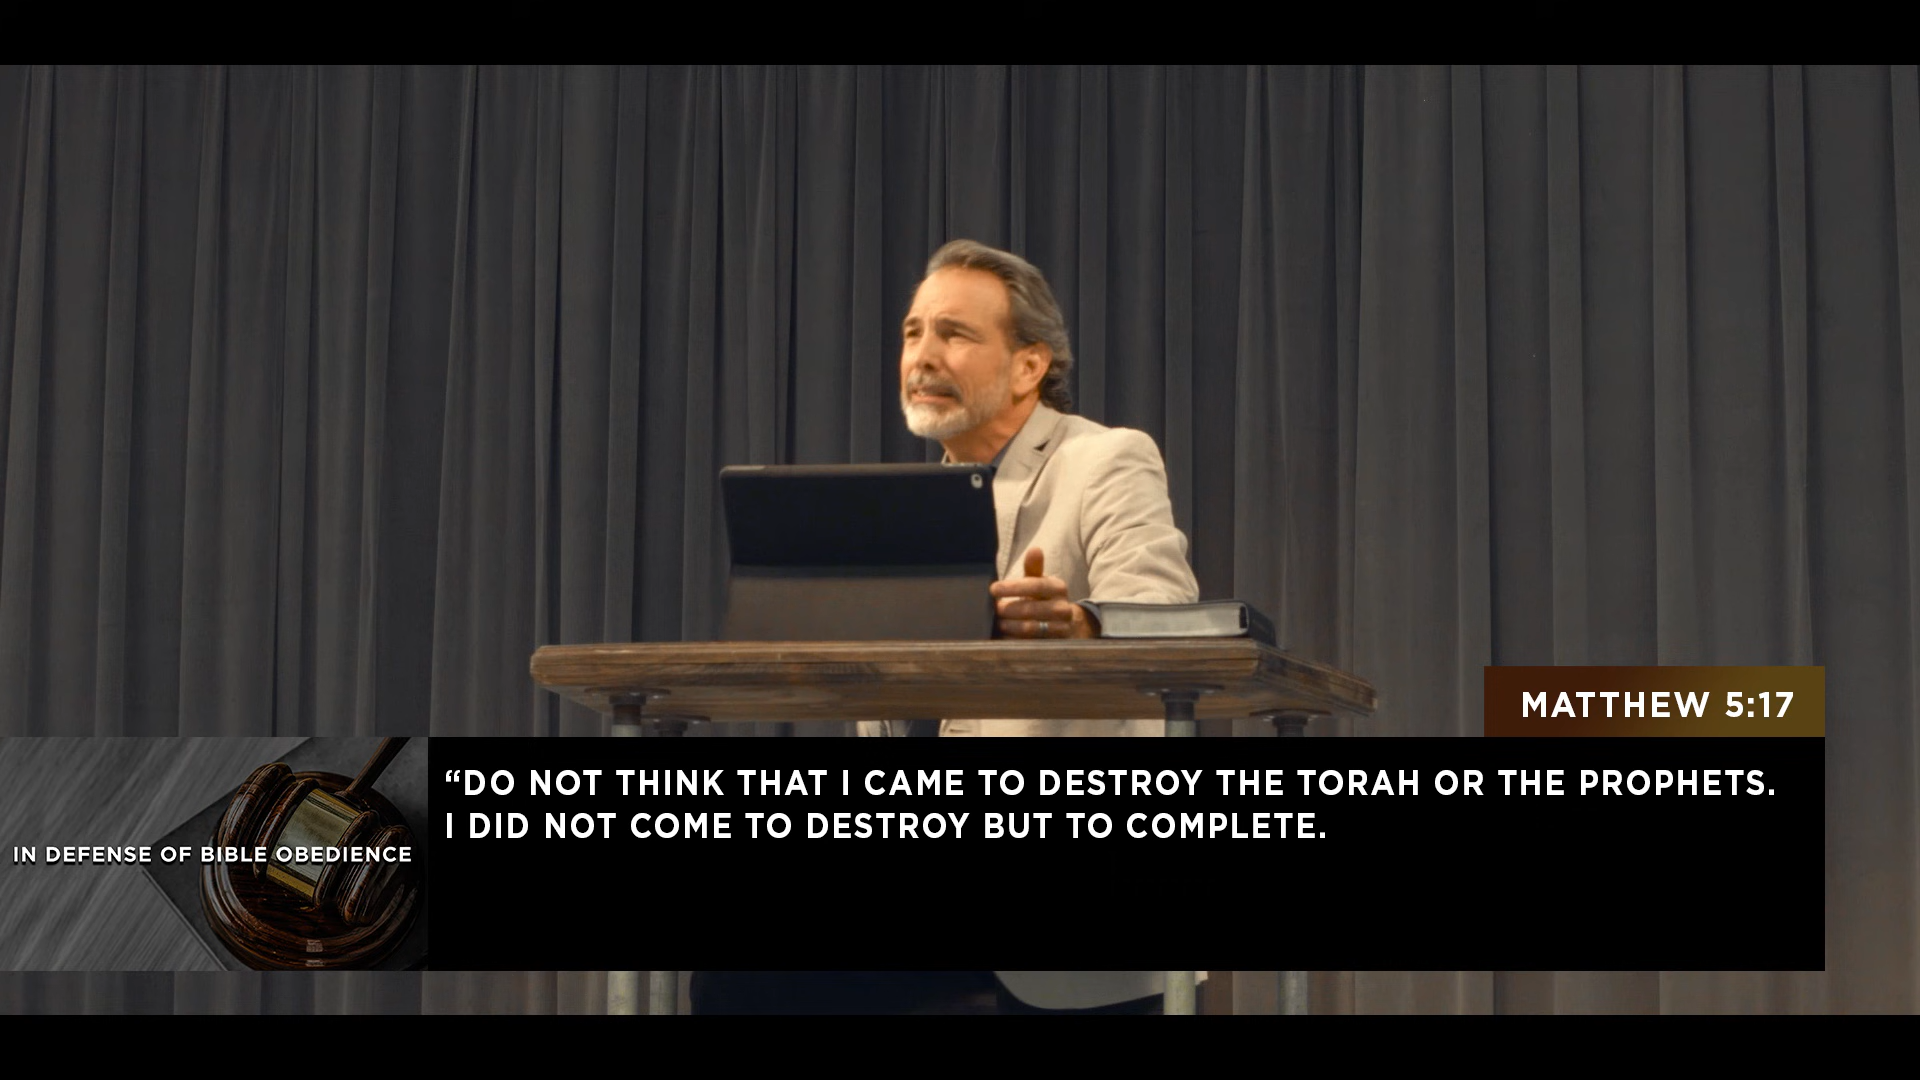 MATTHEW 5:17
“DO NOT THINK THAT I CAME TO DESTROY THE TORAH OR THE PROPHETS.
I DID NOT COME TO DESTROY BUT TO COMPLETE.
IN DEFENSE OF BIBLE OBEDIENCE